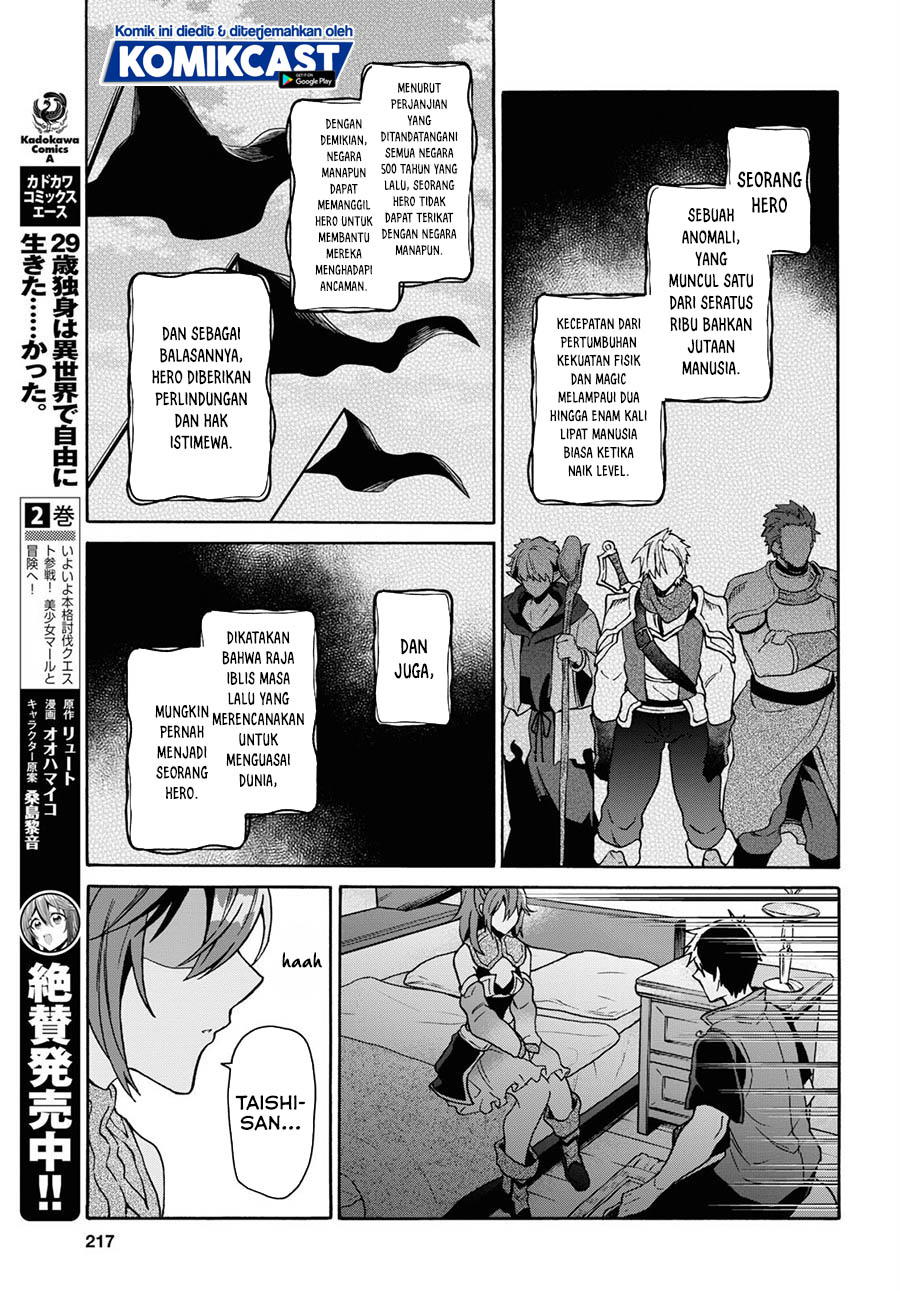 Komik ini diedit & diterjemahkan oleh
KOMIKCAST
GET IT ON
Google Play
SEORANG
HERO
SEBUAH
ANOMALI,
YANG
MUNCUL SATU
DARI SERATUS
RIBU BAHKAN
JUTAAN
MANUSIA.
KECEPATAN DARI
PERTUMBUHAN
KEKUATAN FISIK
DAN MAGIC
MELAMPAUI DUA
HINGGA ENAM KALI
LIPAT MANUSIA
BIASA KETIKA
NAIK LEVEL.
MENURUT
PERJANJIAN
YANG
DITANDATANGANI
SEMUA NEGARA
500 TAHUN YANG
LALU, SEORANG
HERO TIDAK
DAPAT TERIKAT
DENGAN NEGARA
MANAPUN.
DENGAN
DEMIKIAN,
NEGARA
MANAPUN
DAPAT
MEMANGGIL
HERO UNTUK
MEMBANTU
MEREKA
MENGHADAPI
ANCAMAN.
DAN SEBAGAI
BALASANNYA,
HERO DIBERIKAN
PERLINDUNGAN
DAN HAK
ISTIMEWA.
DAN
JUGA,
DIKATAKAN
BAHWA RAJA
IBLIS MASA
LALU YANG
MERENCANAKAN
UNTUK
MENGUASAI
DUNIA,
MUNGKIN
PERNAH
MENJADI
SEORANG
HERO.
haah
TAISHI-
SAN...
Kadokawa
Comics
A
カドカワ
コミックス
エース
29歳独身は異世界で自由に
生きた……かった。
2巻
いよいよ本格討伐クエス
ト参戦！ 美少女マールと
冒険へ！
原作 リュート
漫画 オオハマイコ
キャラクター原案 桑島黎音
絶賛発売中!!
217